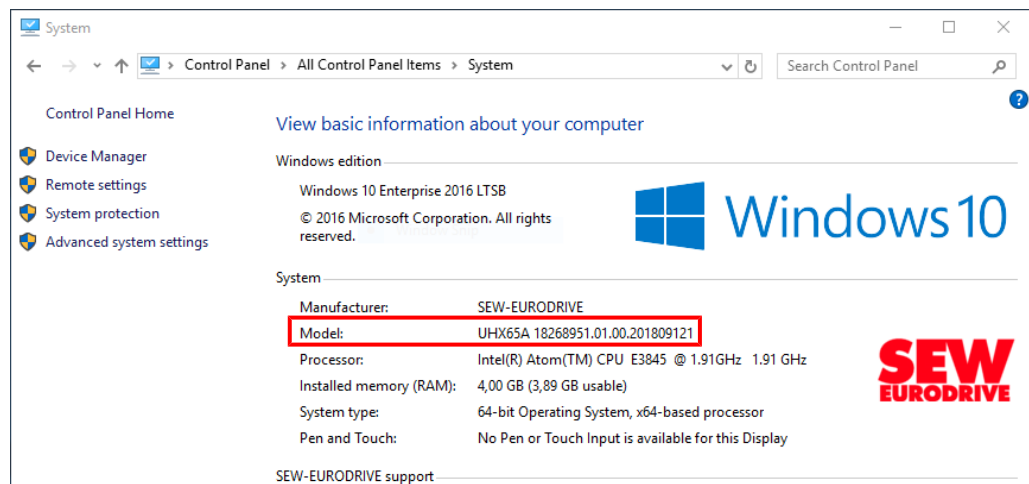 System
Control Panel > All Control Panel Items > System
Search Control Panel
?
Control Panel Home
Device Manager
Remote settings
System protection
Advanced system settings
View basic information about your computer
Windows edition
Windows 10 Enterprise 2016 LTSB
© 2016 Microsoft Corporation. All rights
reserved.
Window Snip
Windows 10
System
Manufacturer: SEW-EURODRIVE
Model: UHX65A 18268951.01.00.201809121
Processor: Intel(R) Atom(TM) CPU E3845 @ 1.91GHz 1.91 GHz
Installed memory (RAM): 4,00 GB (3,89 GB usable)
System type: 64-bit Operating System, x64-based processor
Pen and Touch: No Pen or Touch Input is available for this Display
SEW
EURODRIVE
SEW-EURODRIVE support